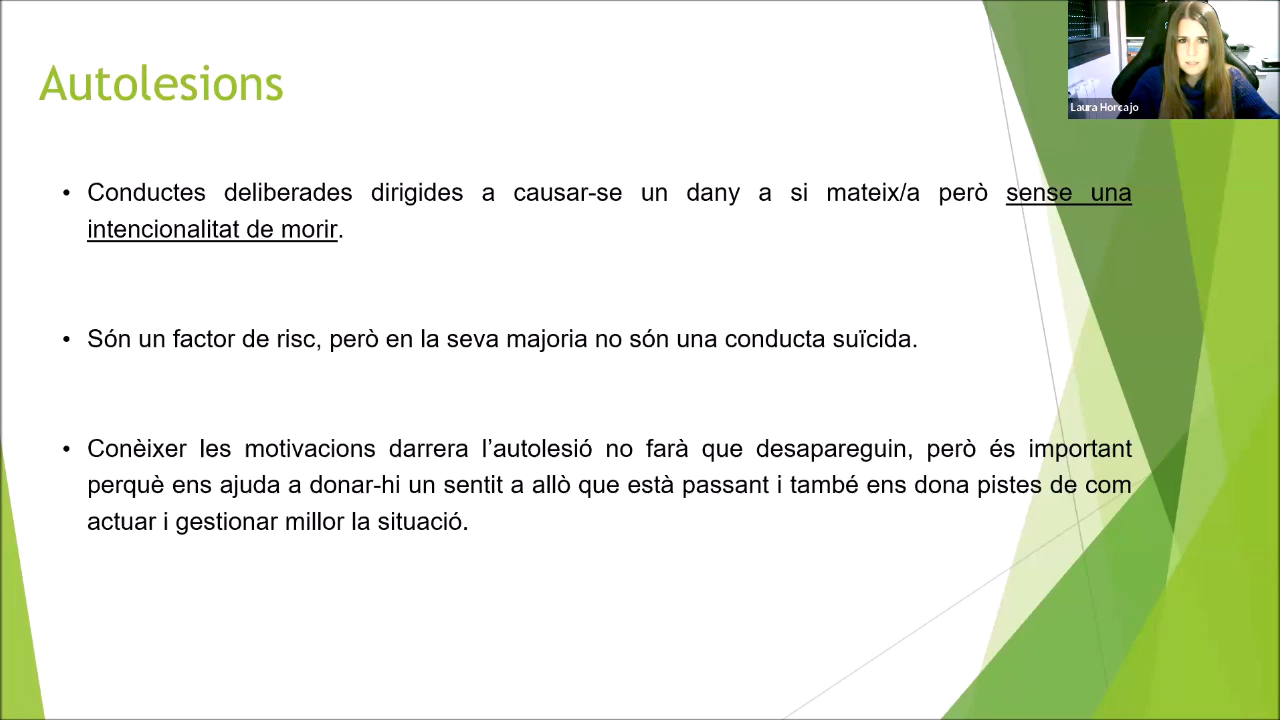 Autolesions
Laura Horcajo
• Conductes deliberades dirigides a causar-se un dany a si mateix/a però sense una
intencionalitat de morir.
• Són un factor de risc, però en la seva majoria no són una conducta suïcida.
• Conèixer les motivacions darrera l’autolesió no farà que desapareguin, però és important
perquè ens ajuda a donar-hi un sentit a allò que està passant i també ens dona pistes de com
actuar i gestionar millor la situació.